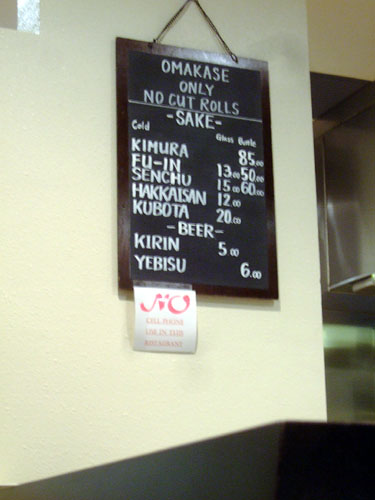 OMAKASE
ONLY
NO CUT ROLLS
-SAKE-
Cold Glass Bottle
KIMURA 85.00
FU-IN 13.00 50.00
SENCHU 15.00 60.00
HAKKAISAN 12.00
KUBOTA 20.00
-BEER-
KIRIN 5.00
YEBISU 6.00
NO
CELL PHONE
USE IN THIS
RESTAURANT